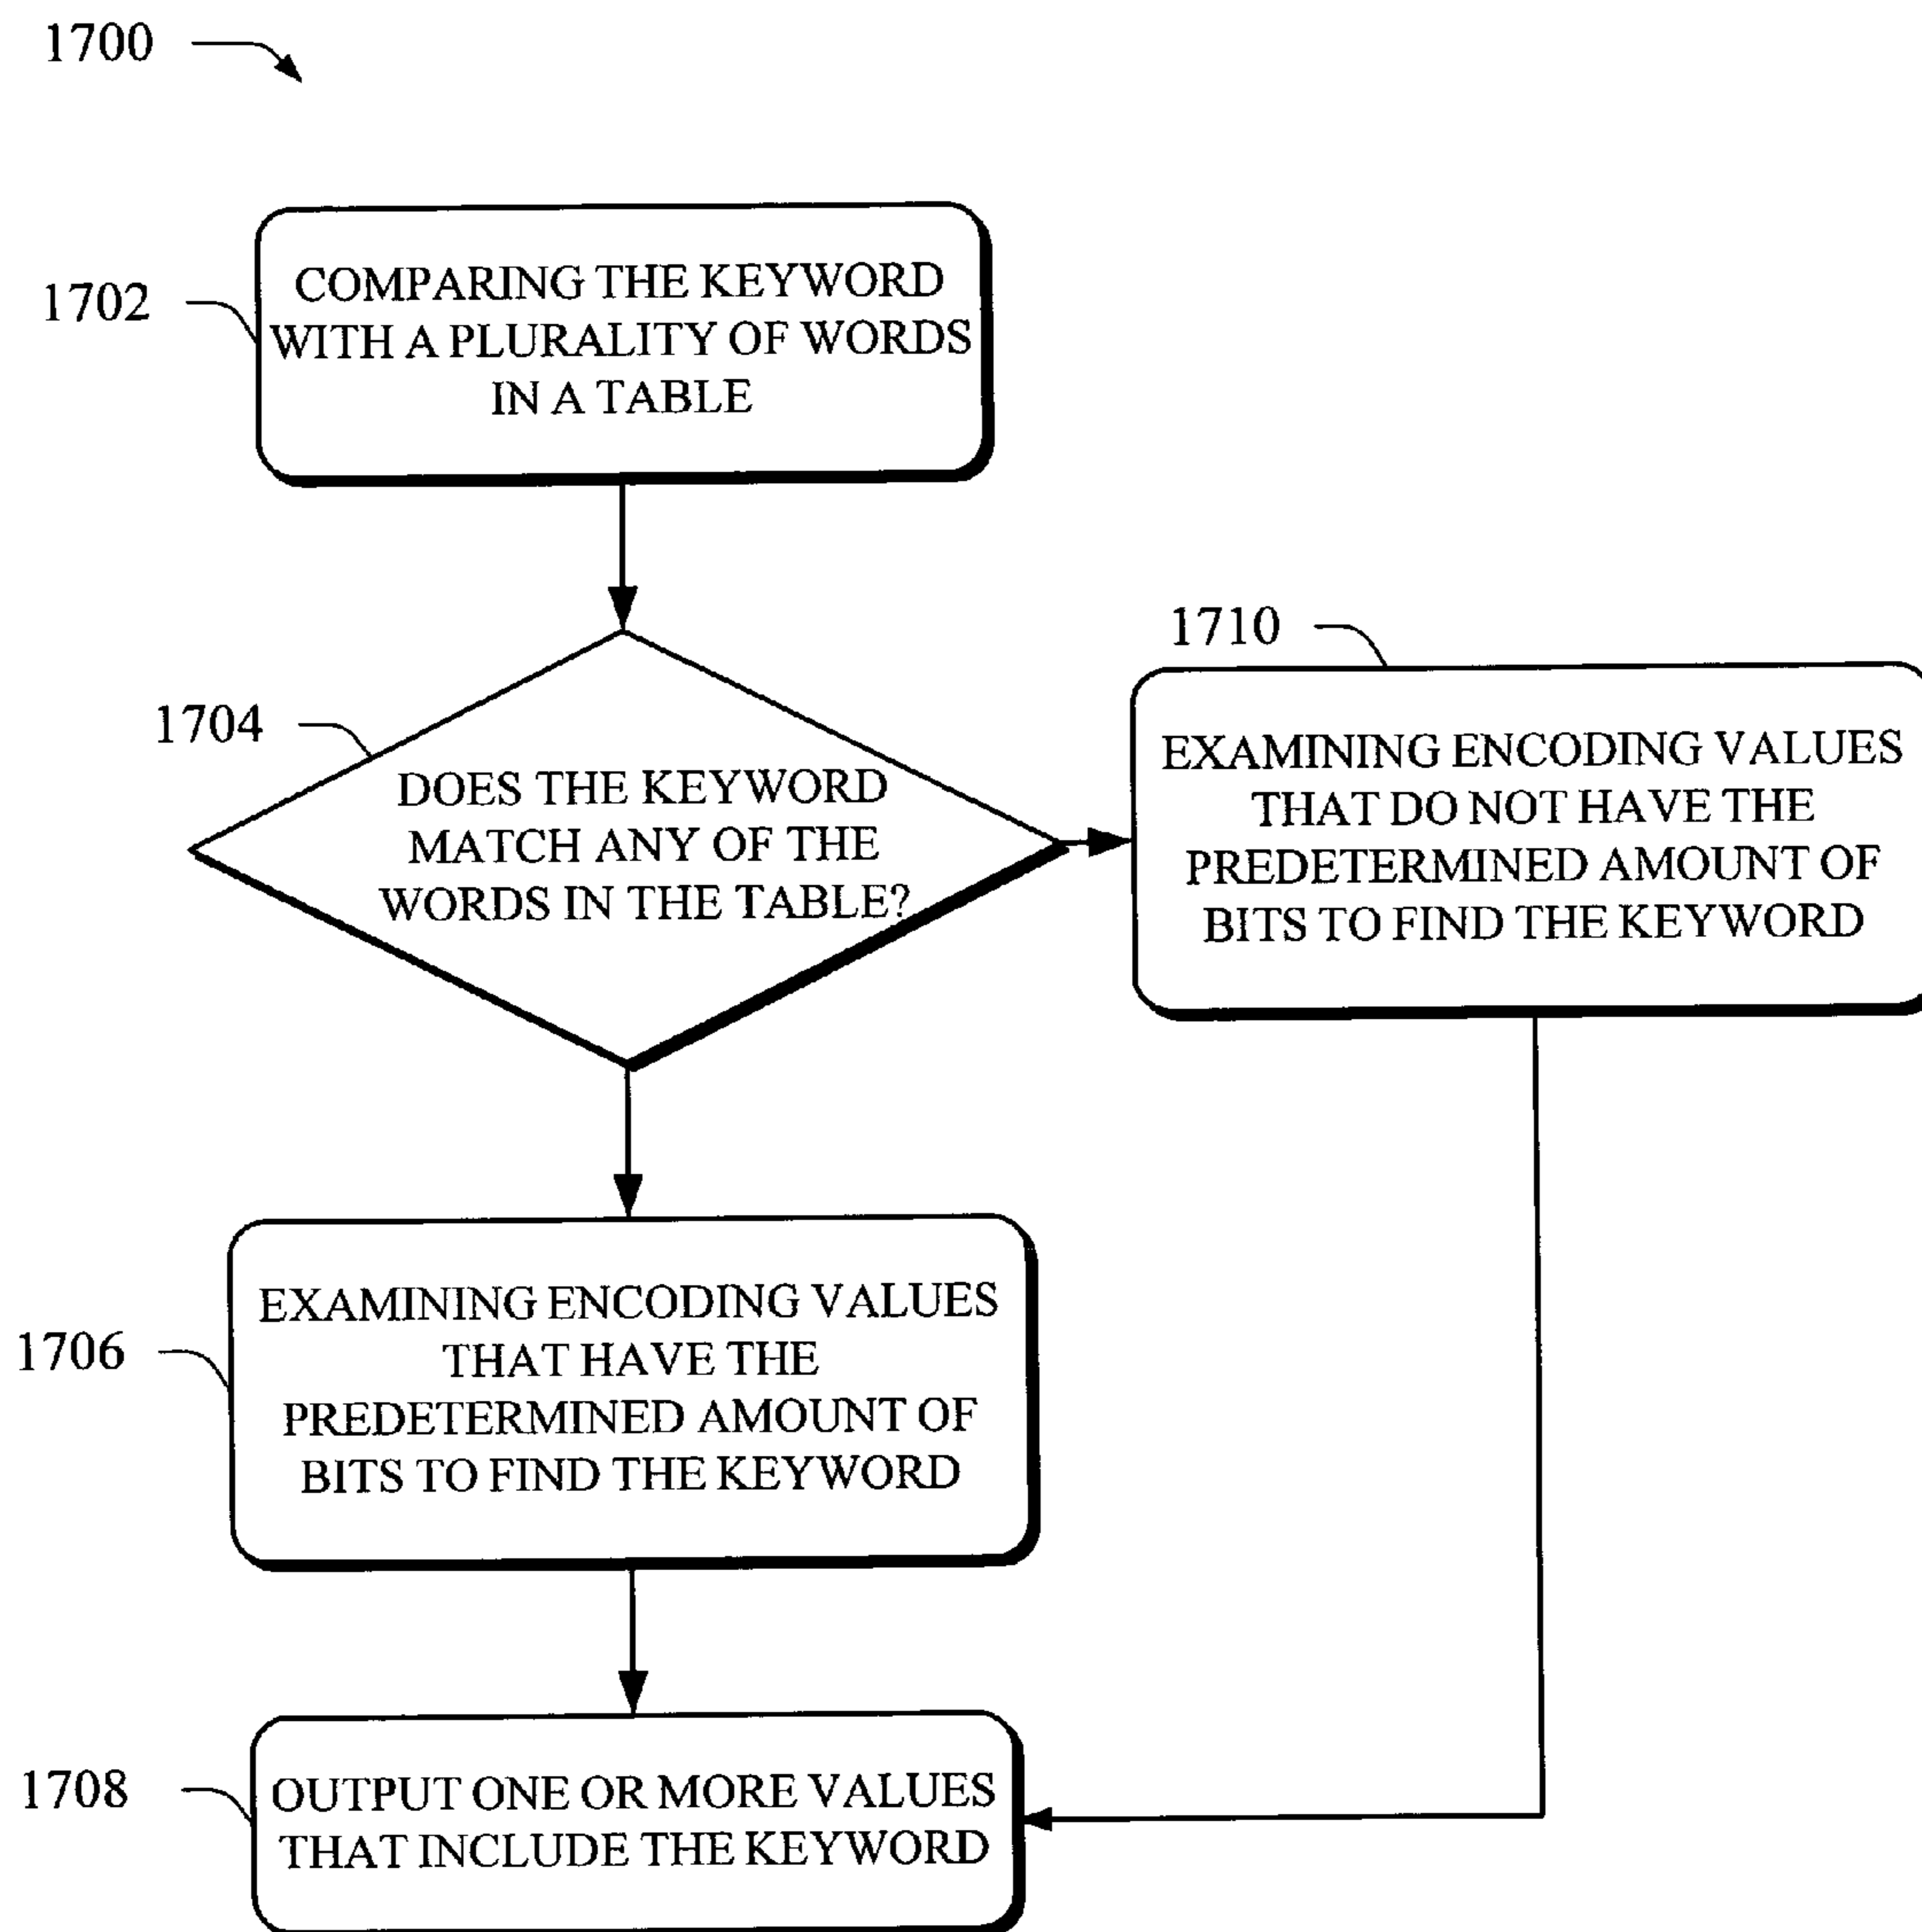 1700
1702
COMPARING THE KEYWORD
WITH A PLURALITY OF WORDS
IN A TABLE
1704
DOES THE KEYWORD
MATCH ANY OF THE
WORDS IN THE TABLE?
1710
EXAMINING ENCODING VALUES
THAT DO NOT HAVE THE
PREDETERMINED AMOUNT OF
BITS TO FIND THE KEYWORD
1706
EXAMINING ENCODING VALUES
THAT HAVE THE
PREDETERMINED AMOUNT OF
BITS TO FIND THE KEYWORD
1708
OUTPUT ONE OR MORE VALUES
THAT INCLUDE THE KEYWORD